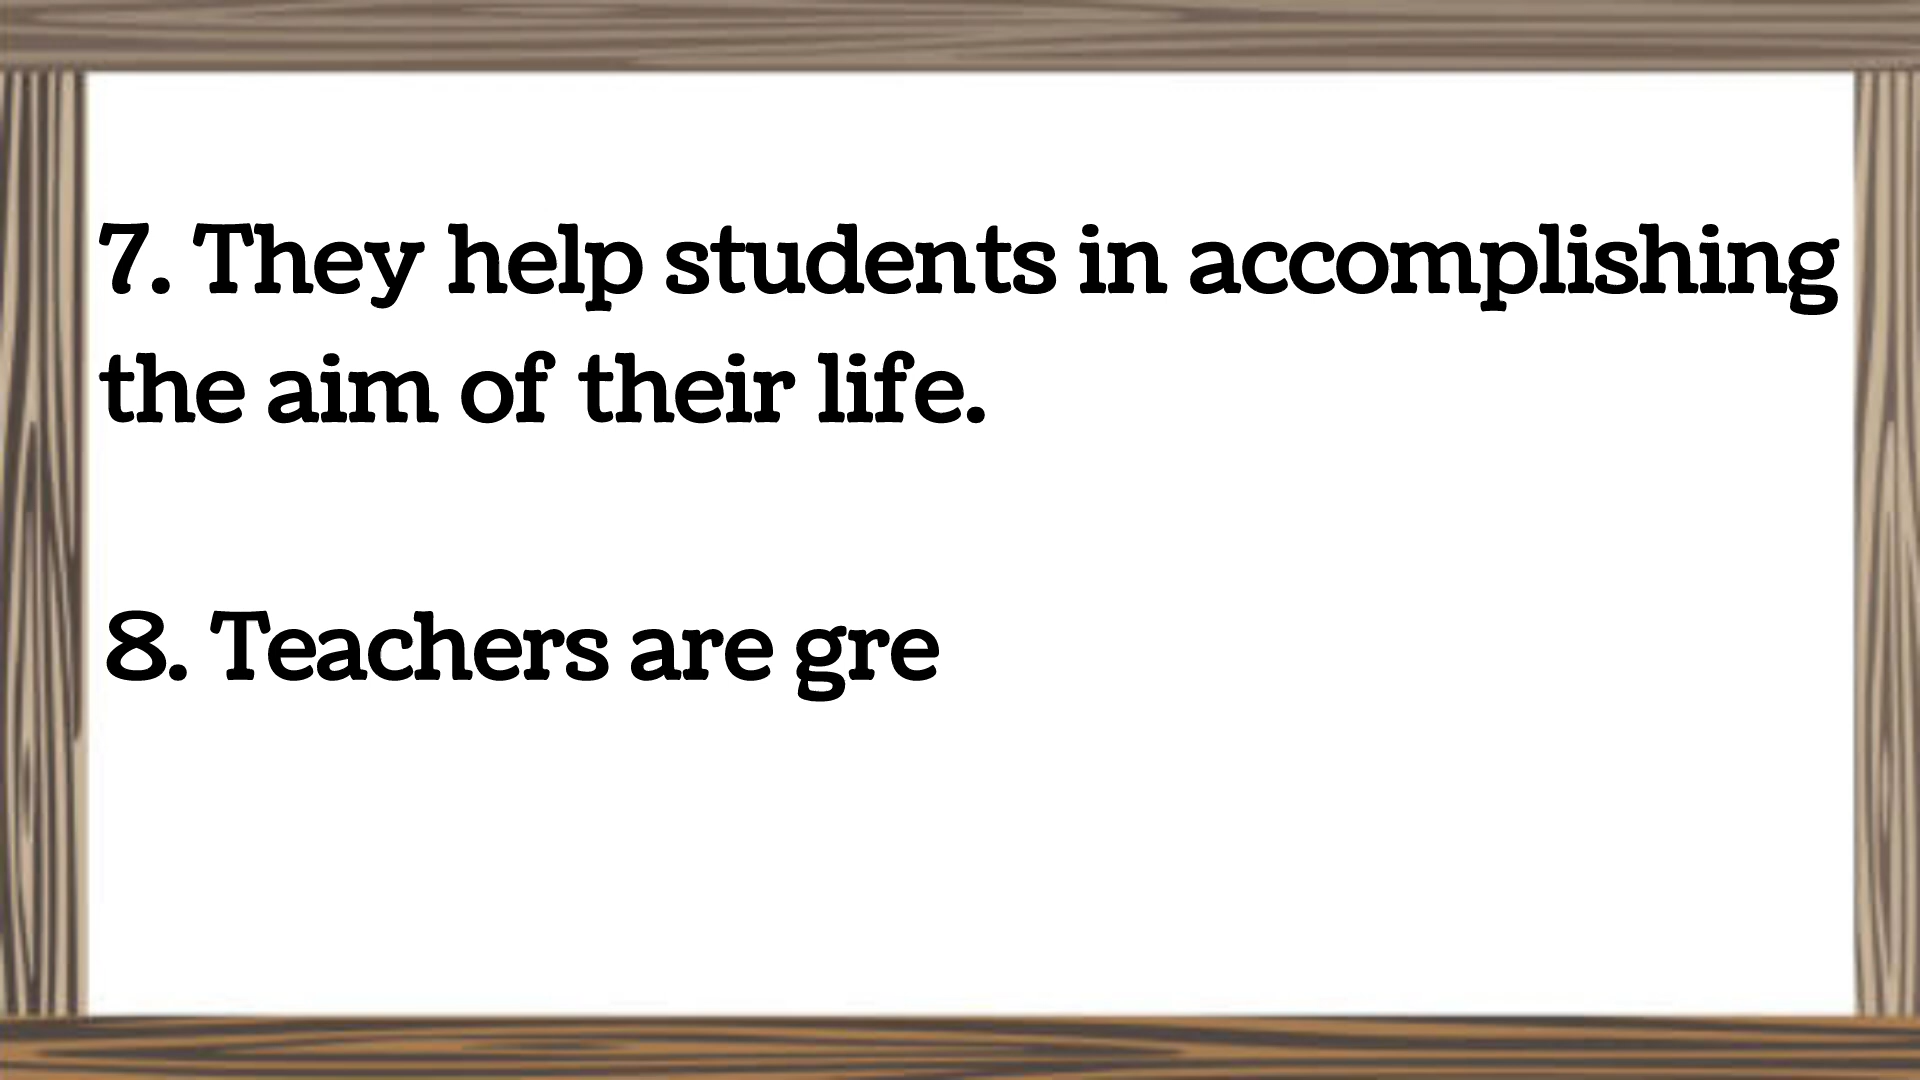 7. They help students in accomplishing
the aim of their life.
8. Teachers are gre